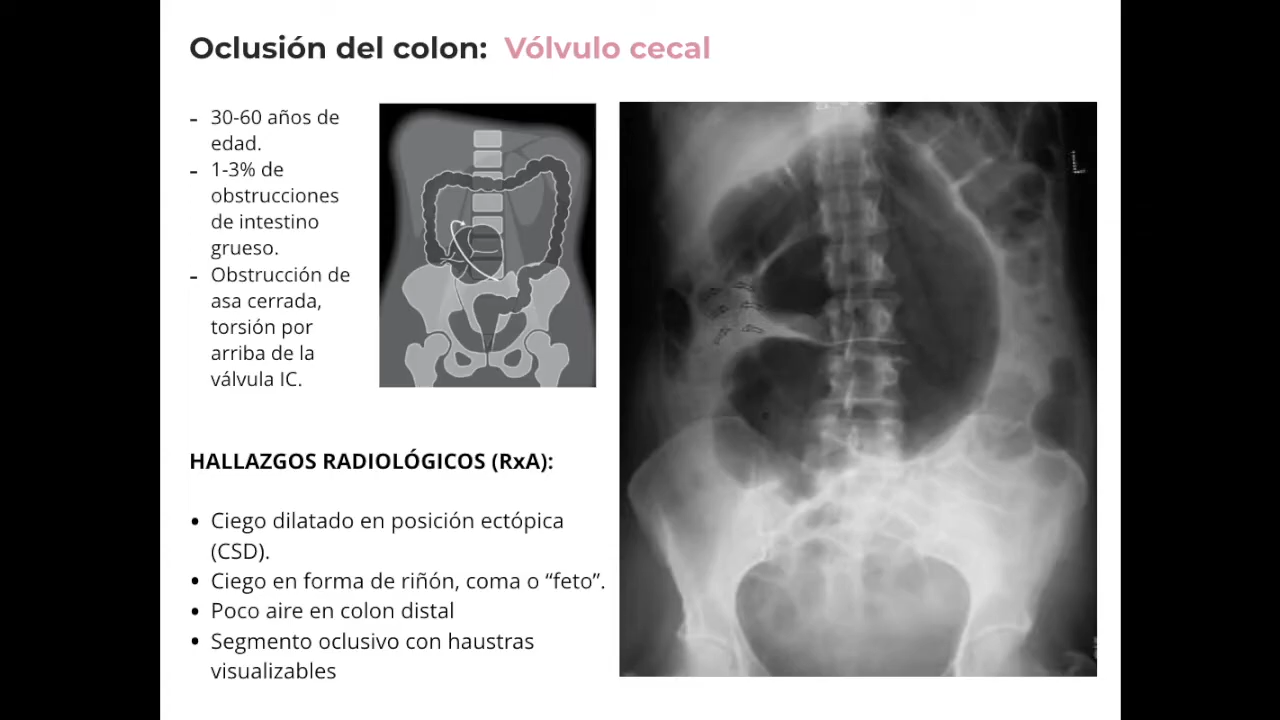 Oclusión del colon: Vólvulo cecal
- 30-60 años de
edad.
- 1-3% de
obstrucciones
de intestino
grueso.
- Obstrucción de
asa cerrada,
torsión por
arriba de la
válvula IC.
HALLAZGOS RADIOLÓGICOS (RxA):
• Ciego dilatado en posición ectópica
(CSD).
• Ciego en forma de riñón, coma o “feto”.
• Poco aire en colon distal
• Segmento oclusivo con haustras
visualizables